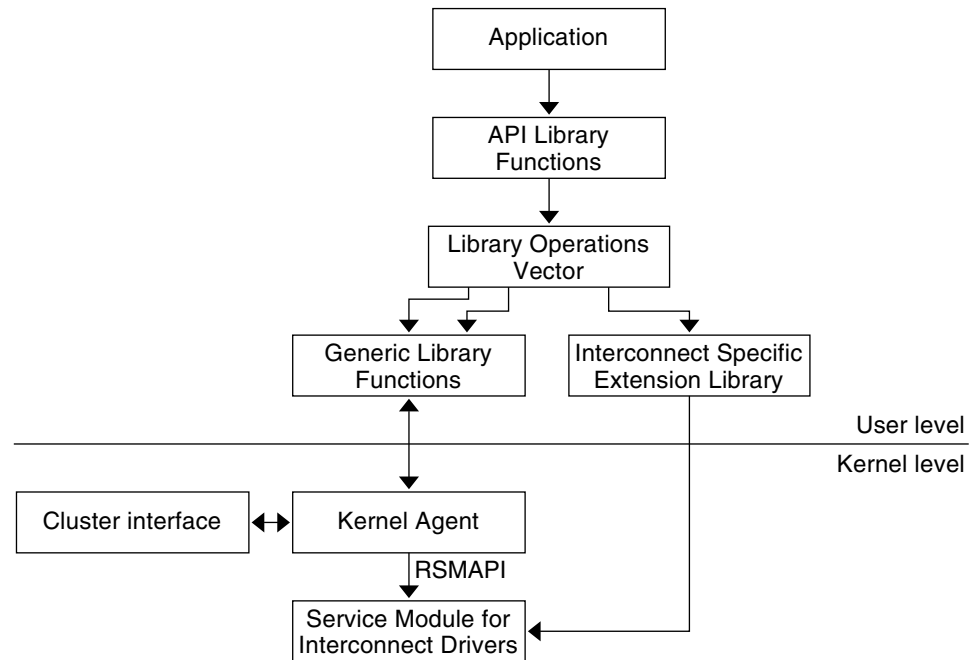 Application
API Library
Functions
Library Operations
Vector
Generic Library
Functions
Interconnect Specific
Extension Library
User level
Kernel level
Cluster interface
Kernel Agent
RSMAPI
Service Module for
Interconnect Drivers